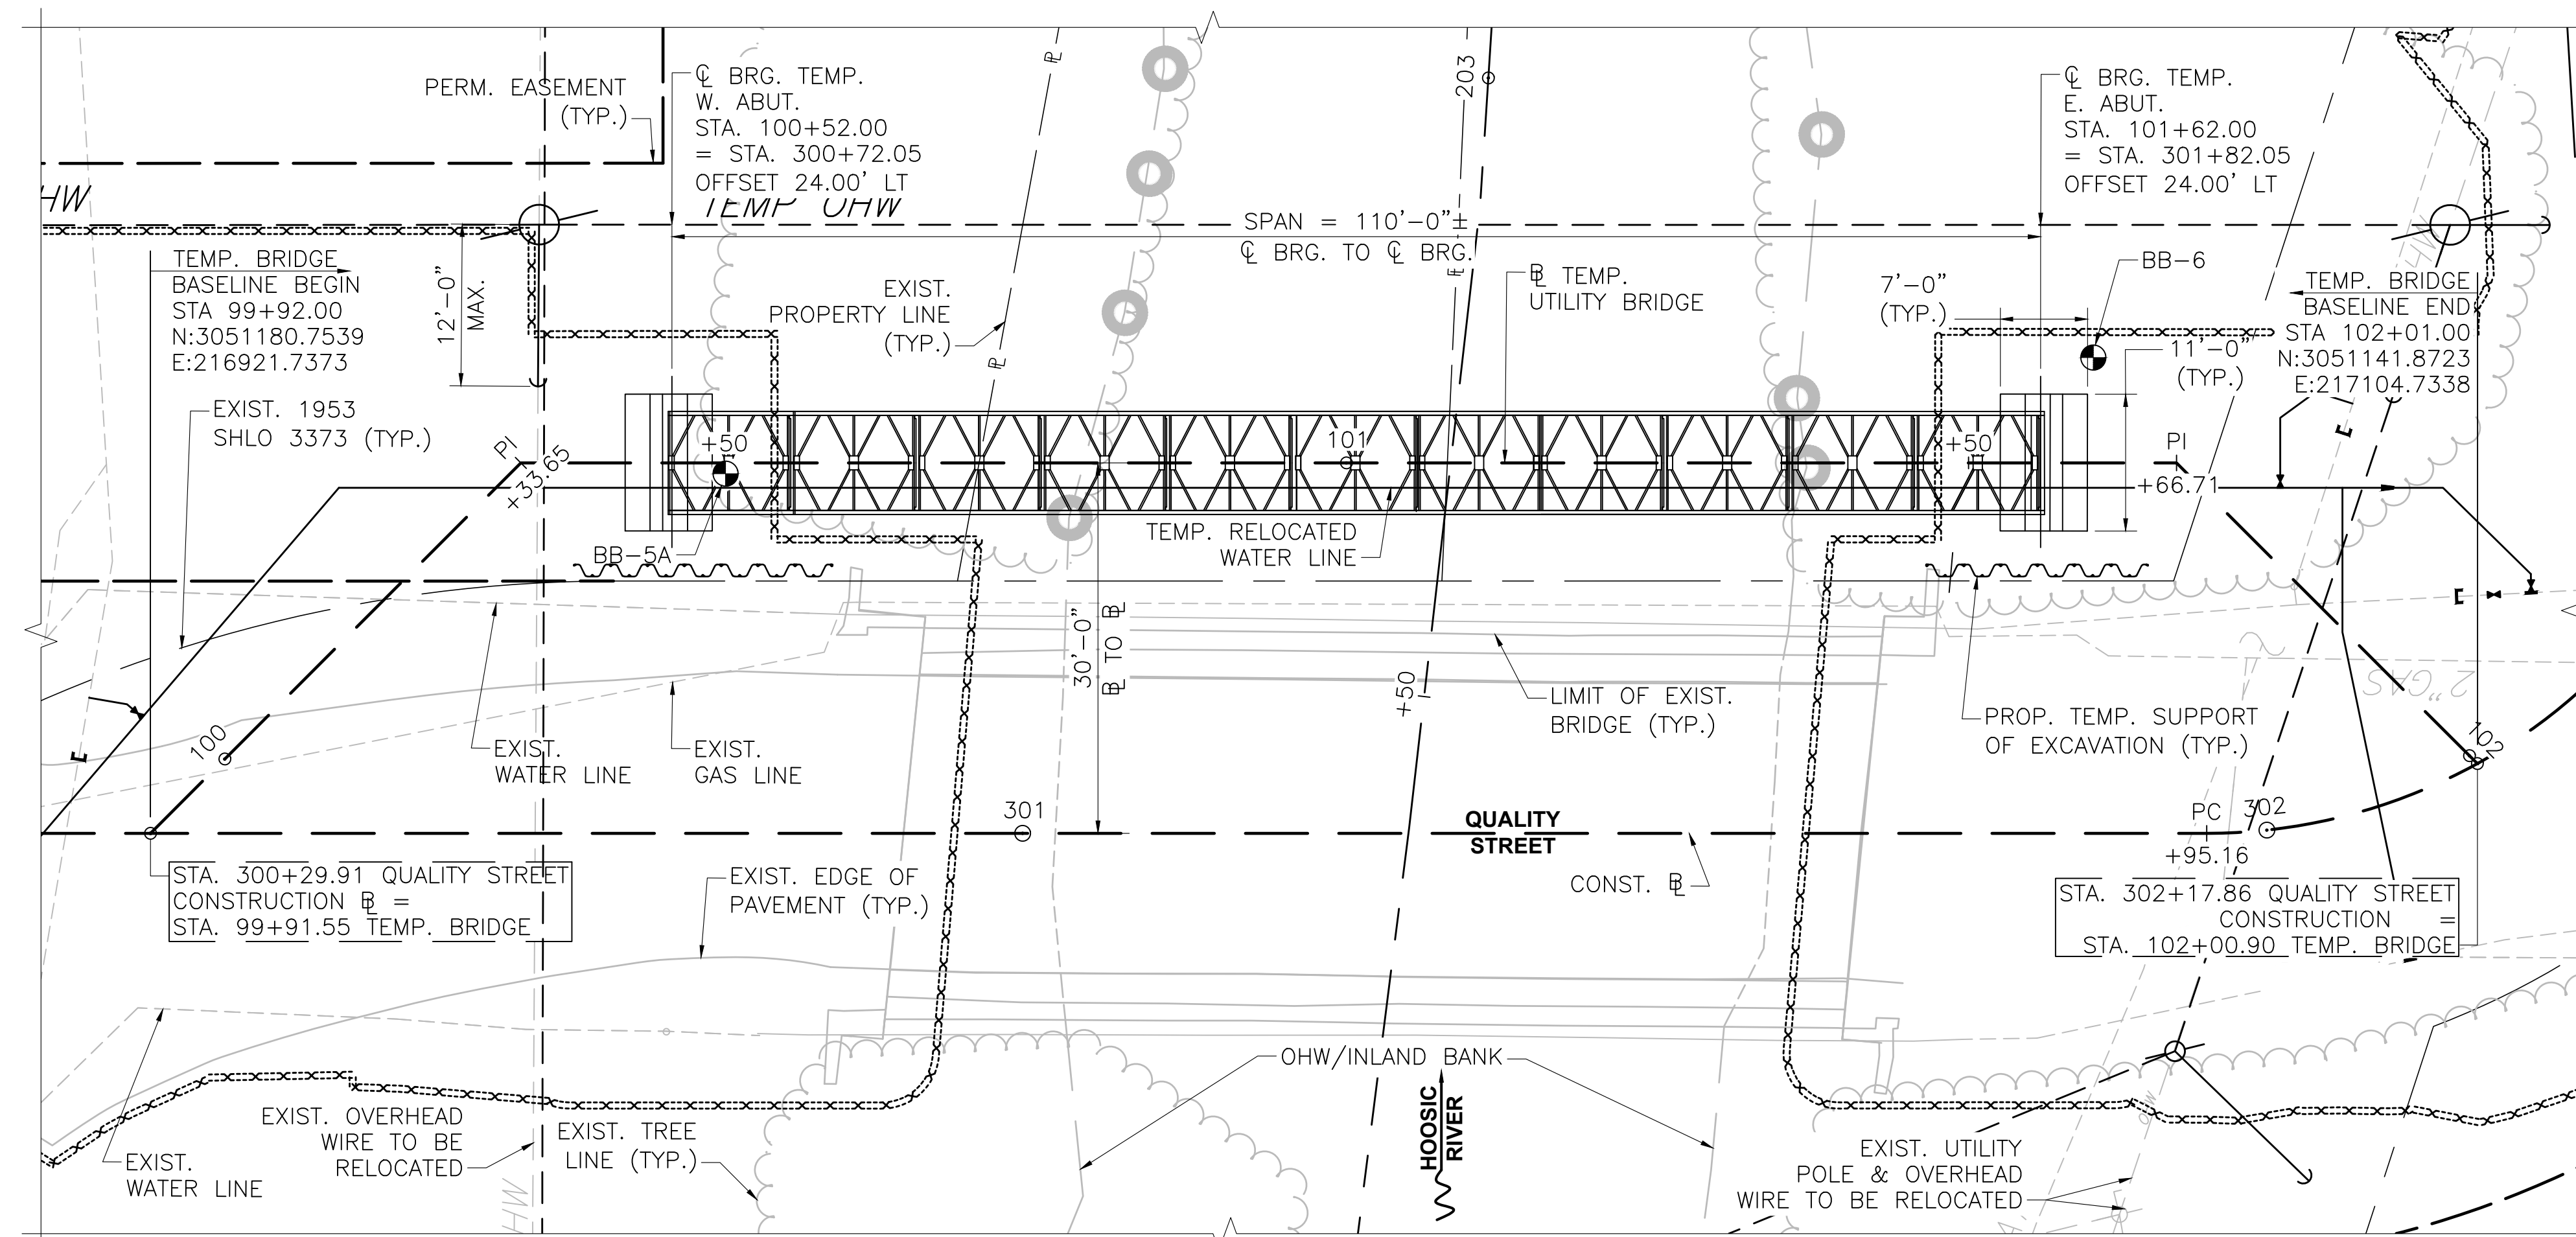 PERM. EASEMENT
(TYP.)
℄ BRG. TEMP.
W. ABUT.
STA. 100+52.00
= STA. 300+72.05
OFFSET 24.00' LT
TEMP OHW
HW
℄ BRG. TEMP.
E. ABUT.
STA. 101+62.00
= STA. 301+82.05
OFFSET 24.00' LT
203
SPAN = 110'-0"±
℄ BRG. TO ℄ BRG.
TEMP. BRIDGE
BASELINE BEGIN
STA 99+92.00
N:3051180.7539
E:216921.7373
12'-0"
MAX.
EXIST.
PROPERTY LINE
(TYP.)
BL TEMP.
UTILITY BRIDGE
7'-0"
(TYP.)
BB-6
11'-0"
(TYP.)
TEMP. BRIDGE
BASELINE END
STA 102+01.00
N:3051141.8723
E:217104.7338
EXIST. 1953
SHLO 3373 (TYP.)
PI
+33.65
+50
101
+50
PI
+66.71
BB-5A
TEMP. RELOCATED
WATER LINE
30'-0"
BL TO BL
+50
100
EXIST.
WATER LINE
EXIST.
GAS LINE
LIMIT OF EXIST.
BRIDGE (TYP.)
PROP. TEMP. SUPPORT
OF EXCAVATION (TYP.)
2"GAS
102
301
QUALITY
STREET
CONST. BL
PC
302
+95.16
STA. 300+29.91 QUALITY STREET
CONSTRUCTION BL =
STA. 99+91.55 TEMP. BRIDGE
EXIST. EDGE OF
PAVEMENT (TYP.)
STA. 302+17.86 QUALITY STREET
CONSTRUCTION =
STA. 102+00.90 TEMP. BRIDGE
OHW/INLAND BANK
HOOSIC
RIVER
EXIST.
WATER LINE
EXIST. OVERHEAD
WIRE TO BE
RELOCATED
HW
EXIST. TREE
LINE (TYP.)
EXIST. UTILITY
POLE & OVERHEAD
WIRE TO BE RELOCATED